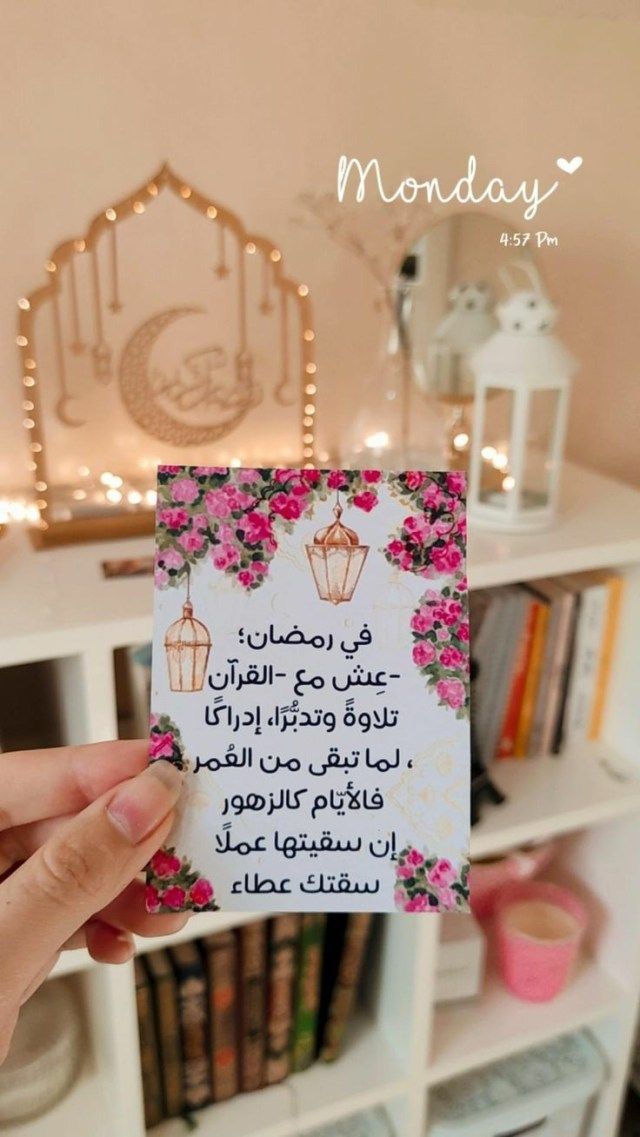 Monday
4:57 Pm
في رمضان؛
-عِش مع -القرآن
تلاوةً وتدبُّرًا، إدراكًا
، لما تبقى من العُمر
فالأيّام كالزهور
إن سقيتها عملًا
سقتك عطاء